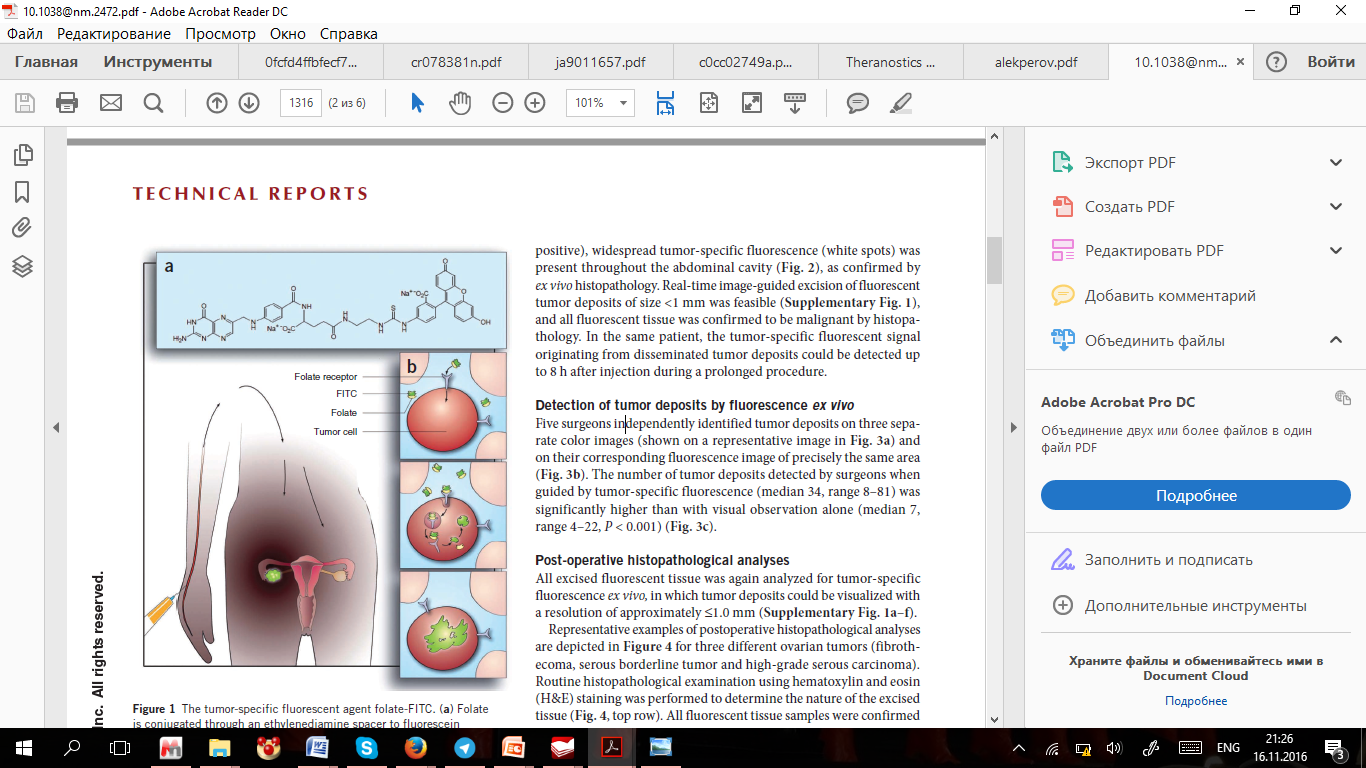 10.1038@nm.2472.pdf - Adobe Acrobat Reader DC
Файл Редактирование Просмотр Окно Справка
Главная Инструменты 0fcfd4ffbfecf7... cr078381n.pdf ja9011657.pdf c0cc02749a.p... Theranostics ... alekperov.pdf 10.1038@nm... × Войти
1316 (2 из 6) 101%
TECHNICAL REPORTS
a
b
Folate receptor
FITC
Folate
Tumor cell
Inc. All rights reserved.
Figure 1 The tumor-specific fluorescent agent folate-FITC. (a) Folate
is conjugated through an ethylenediamine spacer to fluorescein
positive), widespread tumor-specific fluorescence (white spots) was
present throughout the abdominal cavity (Fig. 2), as confirmed by
ex vivo histopathology. Real-time image-guided excision of fluorescent
tumor deposits of size <1 mm was feasible (Supplementary Fig. 1),
and all fluorescent tissue was confirmed to be malignant by histopa-
thology. In the same patient, the tumor-specific fluorescent signal
originating from disseminated tumor deposits could be detected up
to 8 h after injection during a prolonged procedure.
Detection of tumor deposits by fluorescence ex vivo
Five surgeons independently identified tumor deposits on three sepa-
rate color images (shown on a representative image in Fig. 3a) and
on their corresponding fluorescence image of precisely the same area
(Fig. 3b). The number of tumor deposits detected by surgeons when
guided by tumor-specific fluorescence (median 34, range 8–81) was
significantly higher than with visual observation alone (median 7,
range 4–22, P < 0.001) (Fig. 3c).
Post-operative histopathological analyses
All excised fluorescent tissue was again analyzed for tumor-specific
fluorescence ex vivo, in which tumor deposits could be visualized with
a resolution of approximately ≤1.0 mm (Supplementary Fig. 1a–f).
Representative examples of postoperative histopathological analyses
are depicted in Figure 4 for three different ovarian tumors (fibroth-
ecoma, serous borderline tumor and high-grade serous carcinoma).
Routine histopathological examination using hematoxylin and eosin
(H&E) staining was performed to determine the nature of the excised
tissue (Fig. 4, top row). All fluorescent tissue samples were confirmed
Экспорт PDF
Создать PDF
Редактировать PDF
Добавить комментарий
Объединить файлы
Adobe Acrobat Pro DC
Объединение двух или более файлов в один
файл PDF
Подробнее
Заполнить и подписать
Дополнительные инструменты
Храните файлы и обменивайтесь ими в
Document Cloud
Подробнее
ENG
21:26
16.11.2016
3